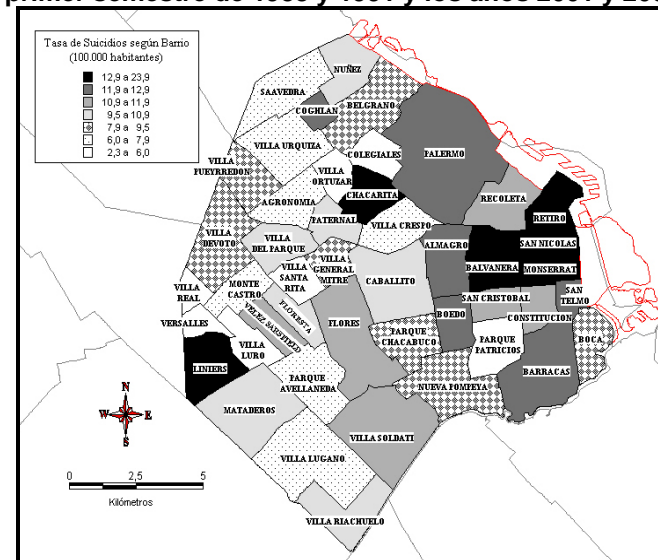 primer semestre de 1989 y 1991 y los años 2001 y 200
Tasa de Suicidios según Barrio
(100.000 habitantes)
12,9 a 23,9
11,9 a 12,9
10,9 a 11,9
9,5 a 10,9
7,9 a 9,5
6,0 a 7,9
2,3 a 6,0
NUÑEZ
SAAVEDRA
COGHLAN
BELGRANO
VILLA URQUIZA
COLEGIALES
PALERMO
VILLA
PUEYRREDON
VILLA
ORTUZAR
CHACARITA
RECOLETA
AGRONOMIA
RETIRO
PATERNAL
VILLA CRESPO
VILLA
DEVOTO
VILLA
DEL PARQUE
ALMAGRO
SAN NICOLAS
VILLA
GENERAL
MITRE
CABALLITO
BALVANERA
MONSERRAT
VILLA
SANTA
RITA
VILLA
REAL
MONTE
CASTRO
SAN CRISTOBAL
SAN
TELMO
FLORESTA
VELEZ SARSFIELD
FLORES
BOEDO
CONSTITUCION
VERSALLES
VILLA
LURO
PARQUE
CHACABUCO
PARQUE
PATRICIOS
BOCA
LINIERS
PARQUE
AVELLANEDA
BARRACAS
NUEVA POMPEYA
MATADEROS
VILLA SOLDATI
VILLA LUGANO
VILLA RIACHUELO
N
W E
S
0 2,5 5
Kilómetros